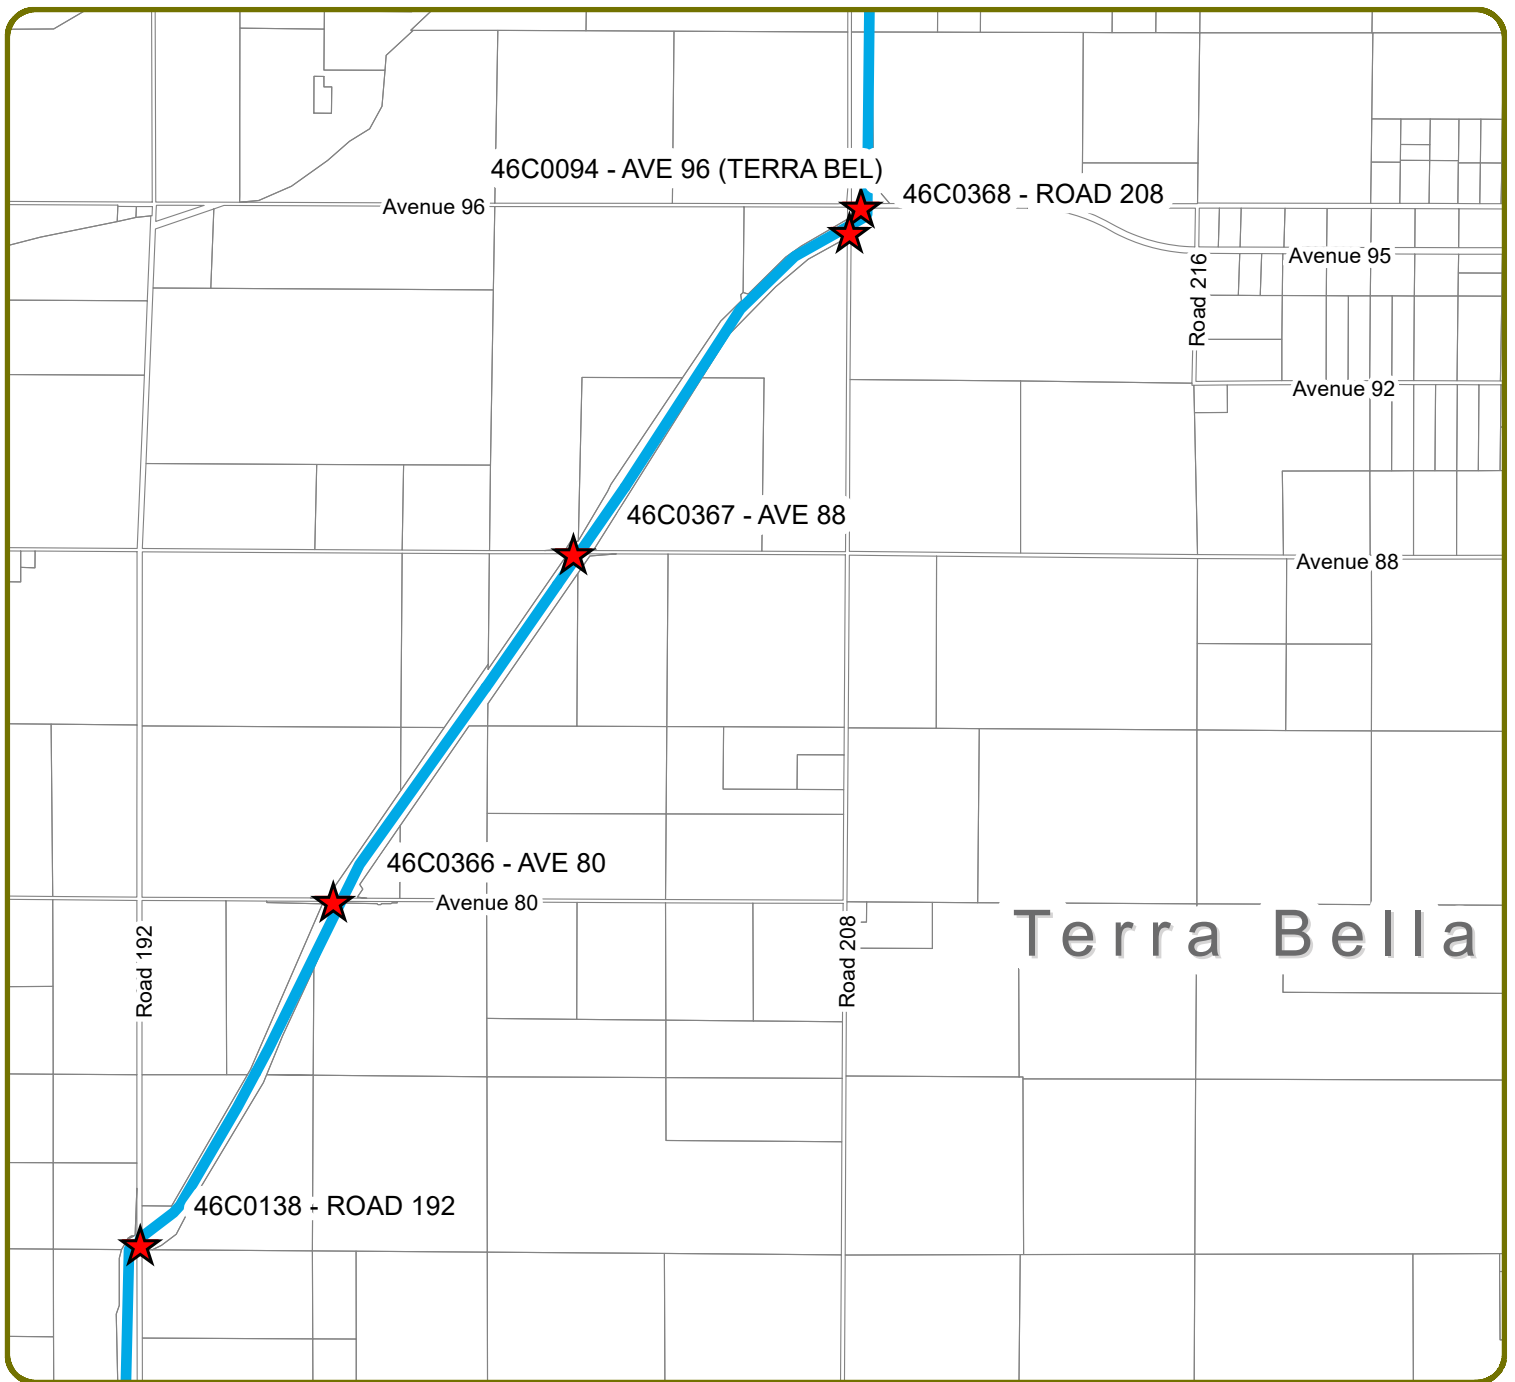 46C0094 - AVE 96 (TERRA BEL)
46C0368 - ROAD 208
Avenue 96
Avenue 95
Road 216
Avenue 92
46C0367 - AVE 88
Avenue 88
46C0366 - AVE 80
Avenue 80
Road 192
Road 208
Terra Bella
46C0138 - ROAD 192